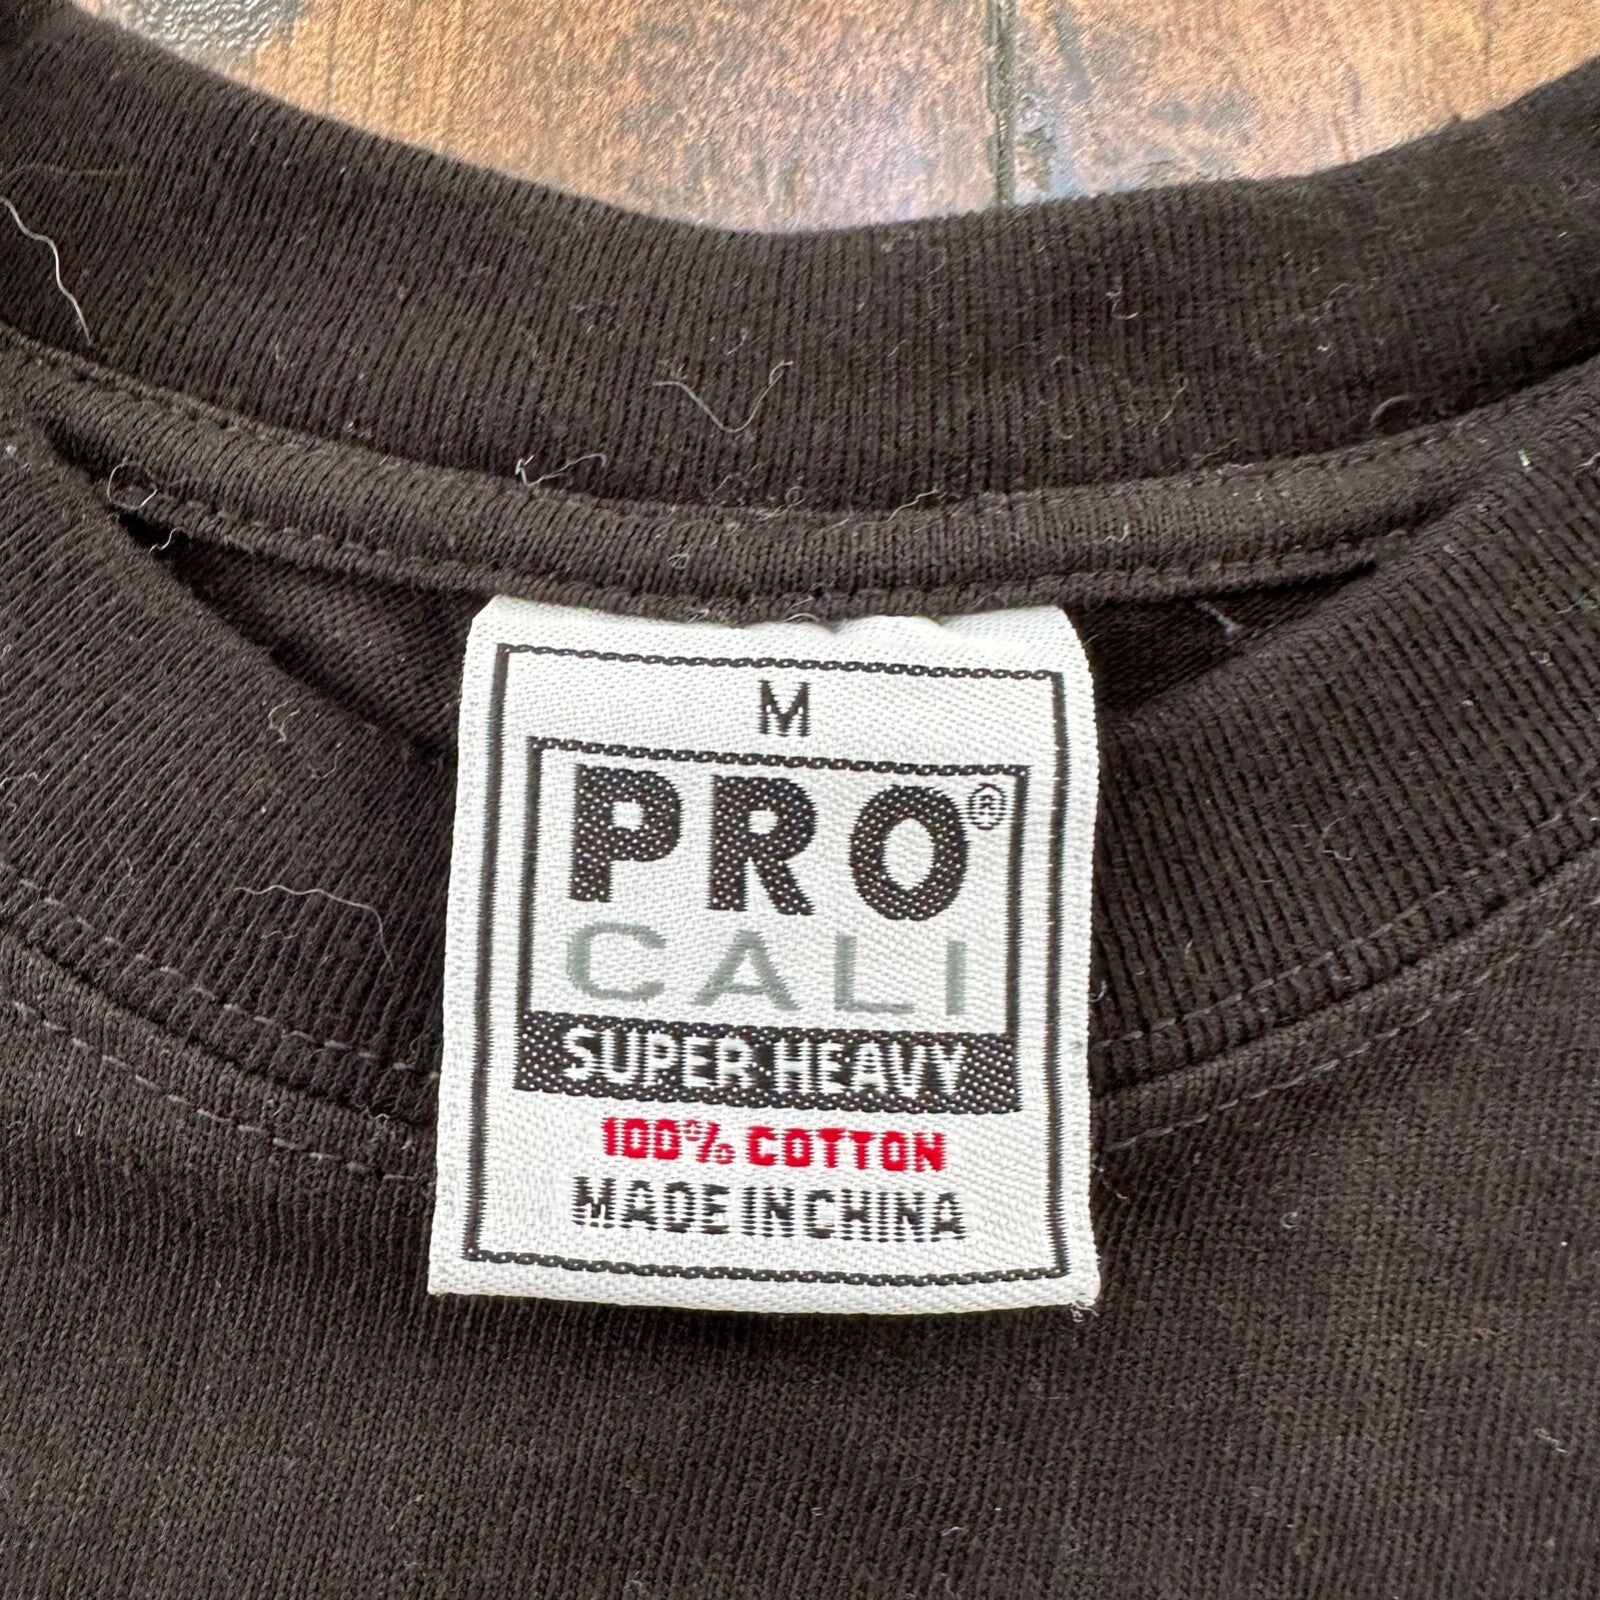 M
PRO®
CALI
SUPER HEAVY
100% COTTON
MADE IN CHINA